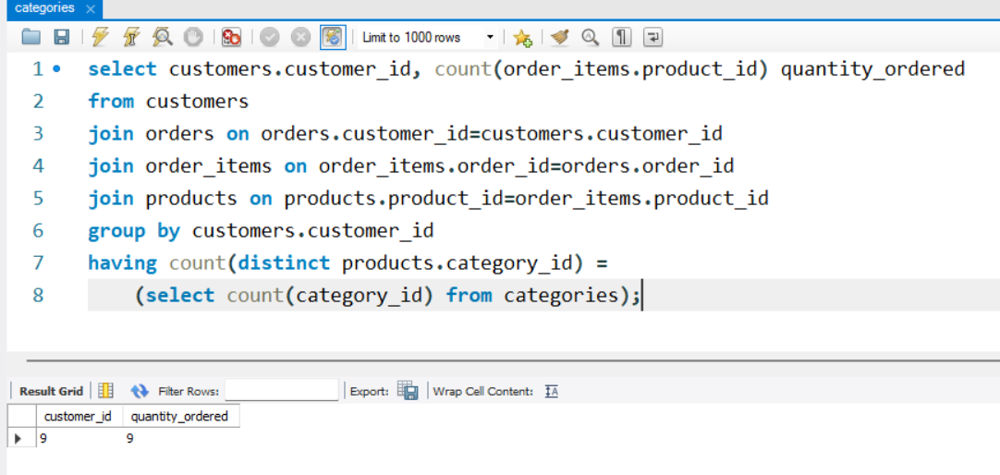 categories ×
Limit to 1000 rows
1 select customers.customer_id, count(order_items.product_id) quantity_ordered
2 from customers
3 join orders on orders.customer_id=customers.customer_id
4 join order_items on order_items.order_id=orders.order_id
5 join products on products.product_id=order_items.product_id
6 group by customers.customer_id
7 having count(distinct products.category_id) =
8 (select count(category_id) from categories);
Result Grid Filter Rows: Export: Wrap Cell Content: IA
customer_id quantity_ordered
9 9